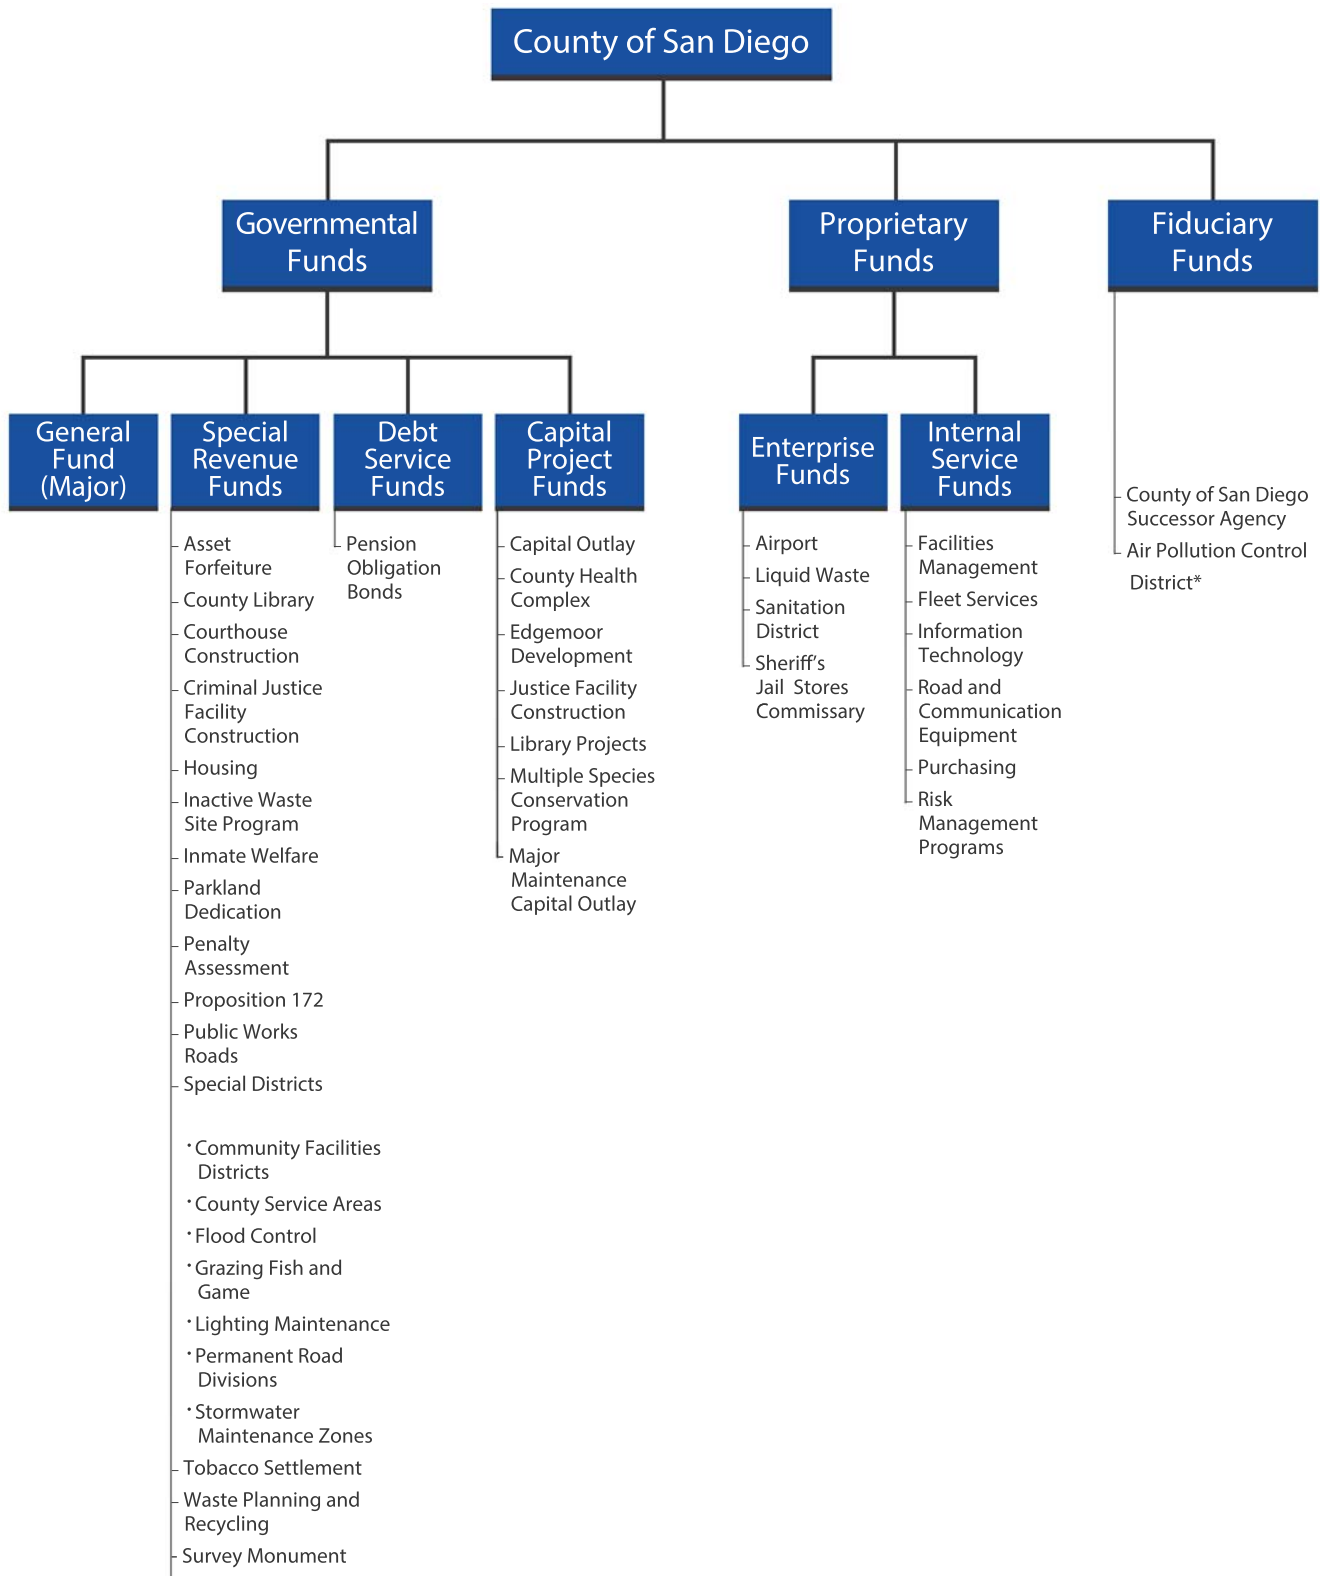 County of San Diego
Governmental
Funds
Proprietary
Funds
Fiduciary
Funds
General
Fund
(Major)
Special
Revenue
Funds
Debt
Service
Funds
Capital
Project
Funds
Enterprise
Funds
Internal
Service
Funds
Asset
Forfeiture
County Library
Courthouse
Construction
Criminal Justice
Facility
Construction
Housing
Inactive Waste
Site Program
Inmate Welfare
Parkland
Dedication
Penalty
Assessment
Proposition 172
Public Works
Roads
Special Districts
· Community Facilities
Districts
· County Service Areas
· Flood Control
· Grazing Fish and
Game
· Lighting Maintenance
· Permanent Road
Divisions
· Stormwater
Maintenance Zones
Tobacco Settlement
Waste Planning and
Recycling
Survey Monument
Pension
Obligation
Bonds
Capital Outlay
County Health
Complex
Edgemoor
Development
Justice Facility
Construction
Library Projects
Multiple Species
Conservation
Program
Major
Maintenance
Capital Outlay
Airport
Liquid Waste
Sanitation
District
Sheriff’s
Jail Stores
Commissary
Facilities
Management
Fleet Services
Information
Technology
Road and
Communication
Equipment
Purchasing
Risk
Management
Programs
County of San Diego
Successor Agency
Air Pollution Control
District*